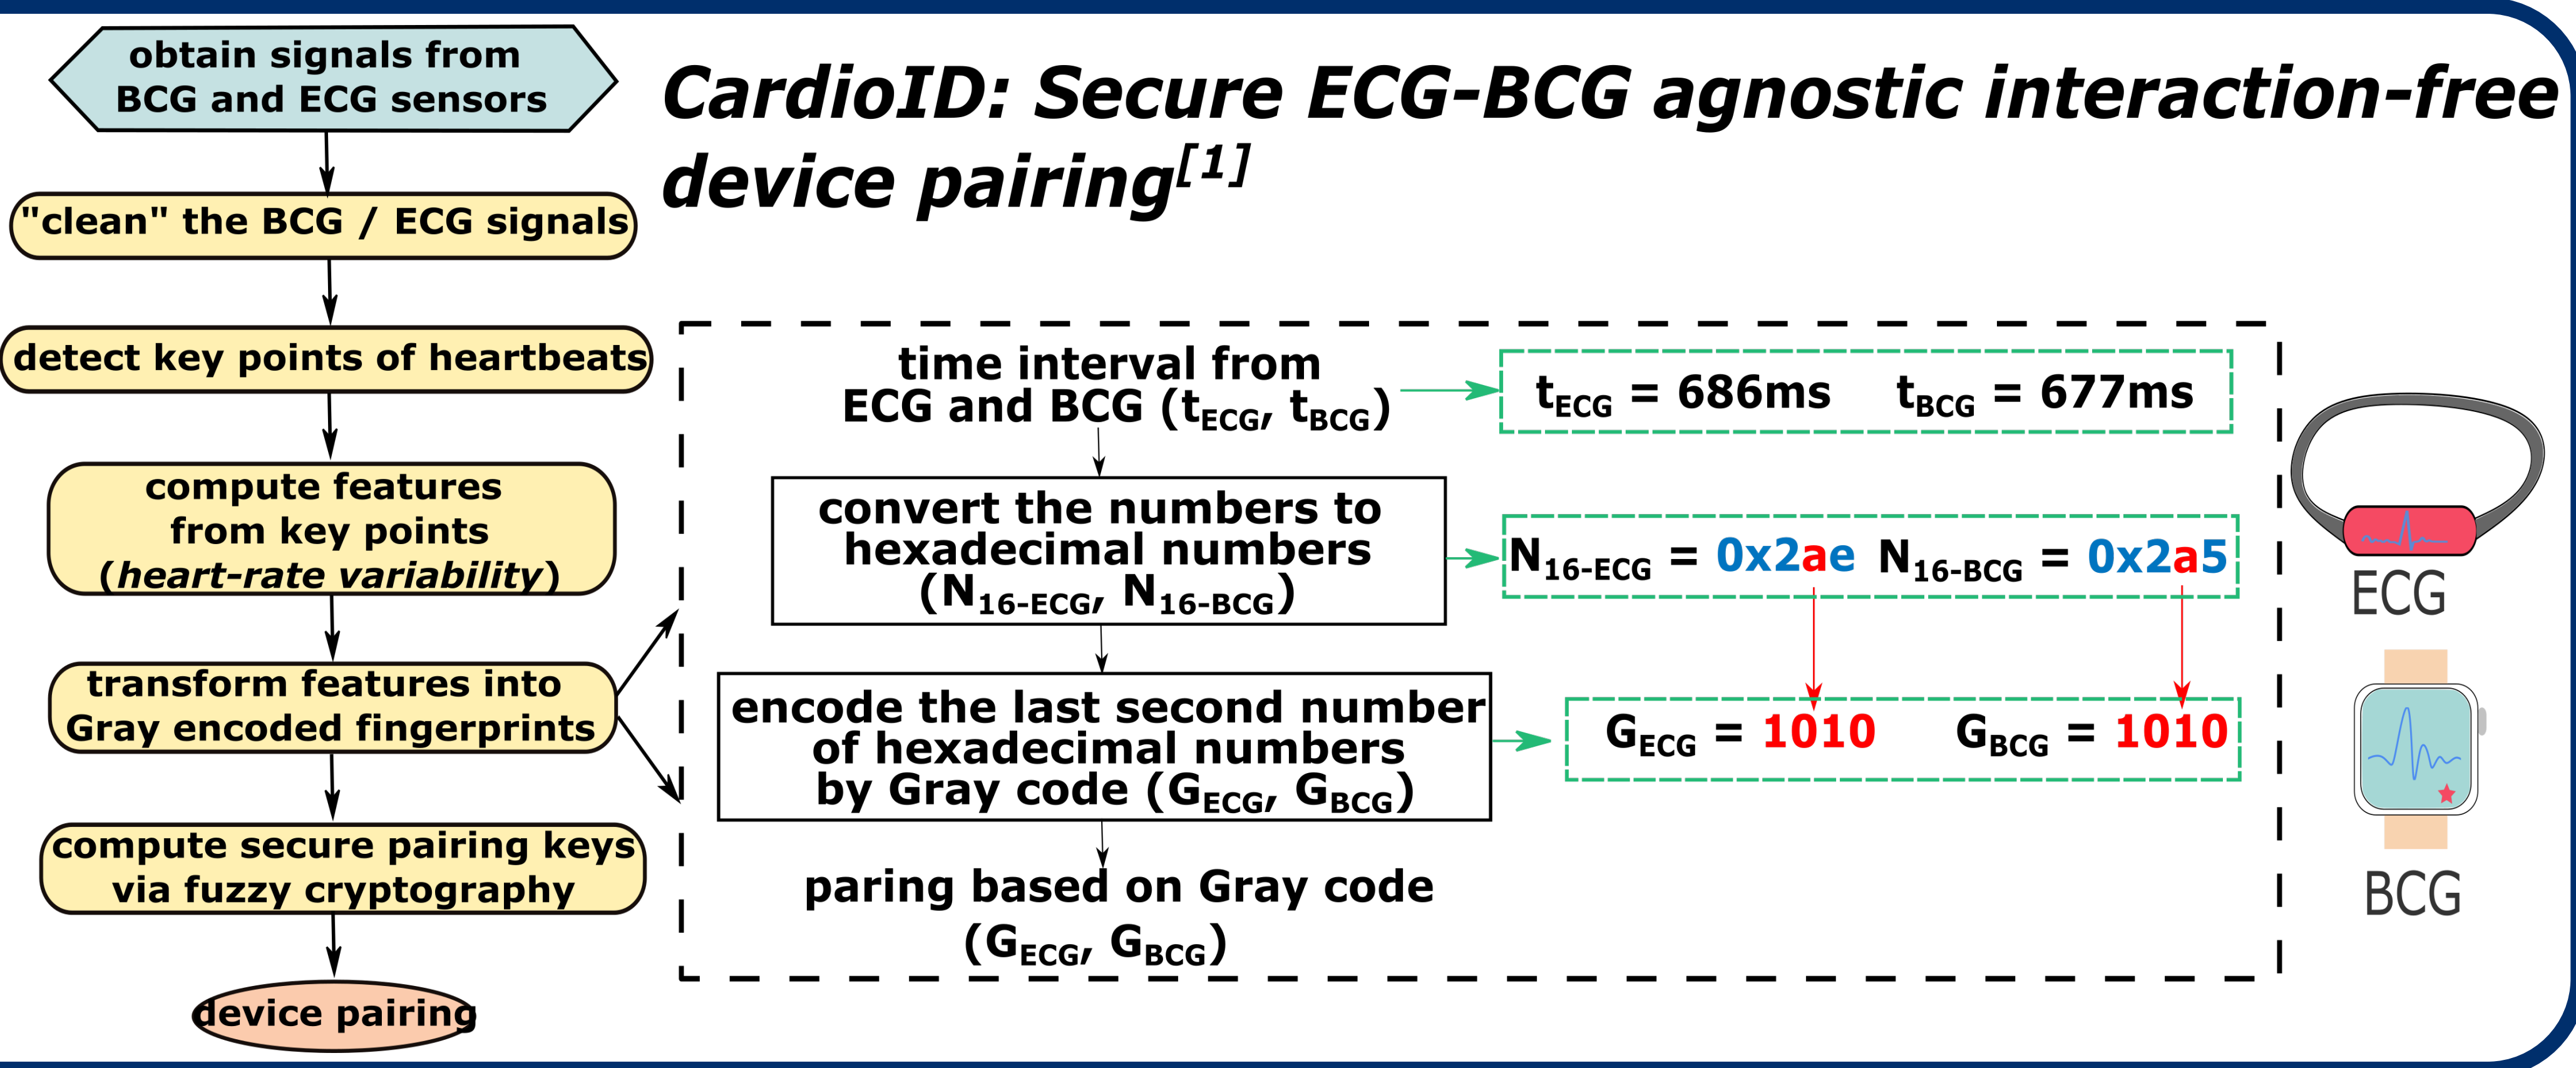 obtain signals from
BCG and ECG sensors
"clean" the BCG / ECG signals
detect key points of heartbeats
compute features
from key points
(heart-rate variability)
transform features into
Gray encoded fingerprints
compute secure pairing keys
via fuzzy cryptography
device pairing
CardioID: Secure ECG-BCG agnostic interaction-free
device pairing[1]
time interval from
ECG and BCG (tECG, tBCG)
tECG = 686ms tBCG = 677ms
convert the numbers to
hexadecimal numbers
(N16-ECG, N16-BCG)
N16-ECG = 0x2ae N16-BCG = 0x2a5
encode the last second number
of hexadecimal numbers
by Gray code (GECG, GBCG)
GECG = 1010 GBCG = 1010
paring based on Gray code
(GECG, GBCG)
ECG
BCG